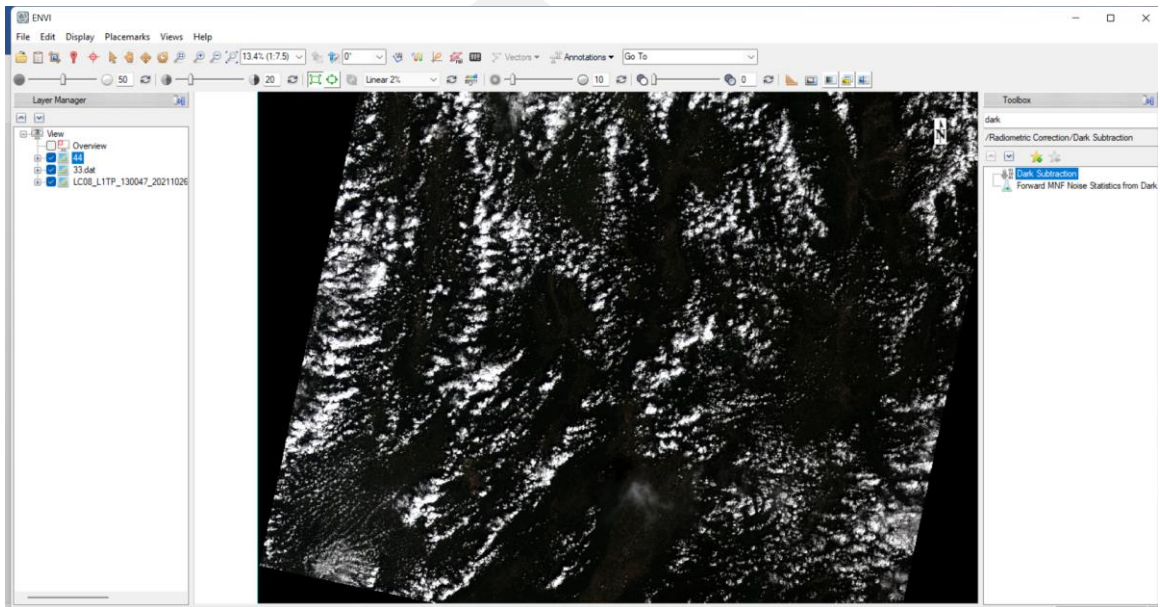 ENVI
File Edit Display Placemarks Views Help
13.4% (1:7.5) 0° Vectors Annotations Go To
50 20 Linear 2% 10 0
Layer Manager
Toolbox
View
Overview
44
33.dat
LC08_L1TP_130047_20211026
dark
/Radiometric Correction/Dark Subtraction
Dark Subtraction
Forward MNF Noise Statistics from Dark
N